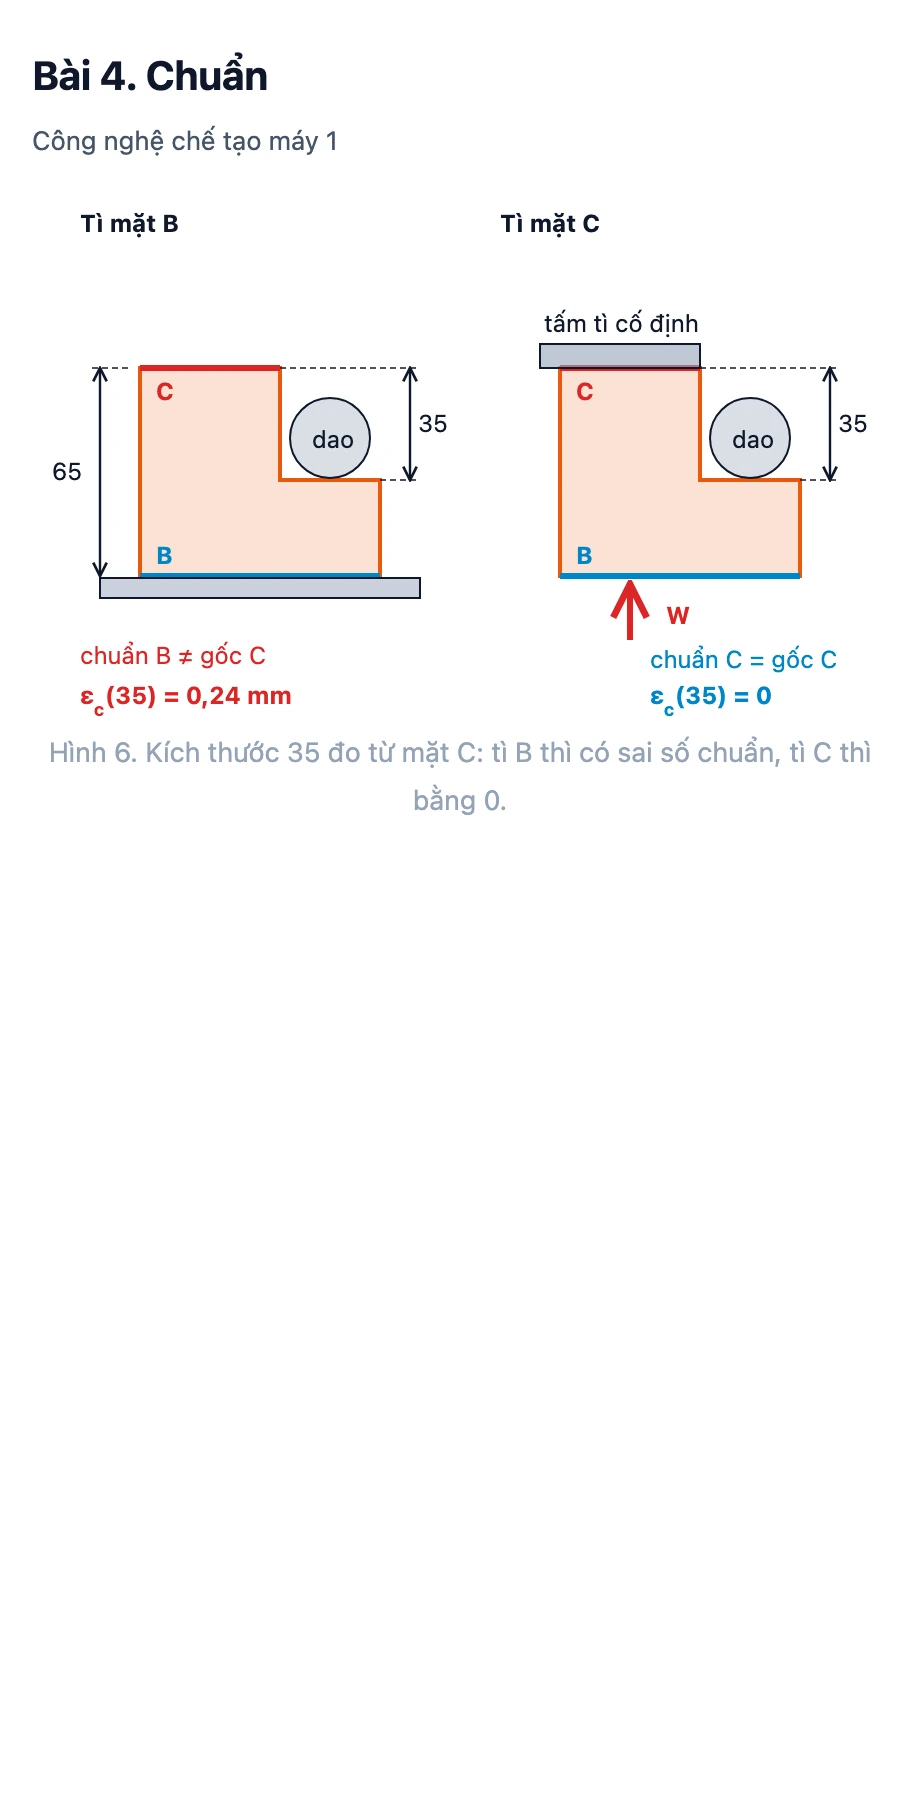 Bài 4. Chuẩn
Công nghệ chế tạo máy 1
Tì mặt B
Tì mặt C
tấm tì cố định
C
dao
35
65
B
C
dao
35
B
W
chuẩn B ≠ gốc C
ε_c(35) = 0,24 mm
chuẩn C = gốc C
ε_c(35) = 0
Hình 6. Kích thước 35 đo từ mặt C: tì B thì có sai số chuẩn, tì C thì
bằng 0.